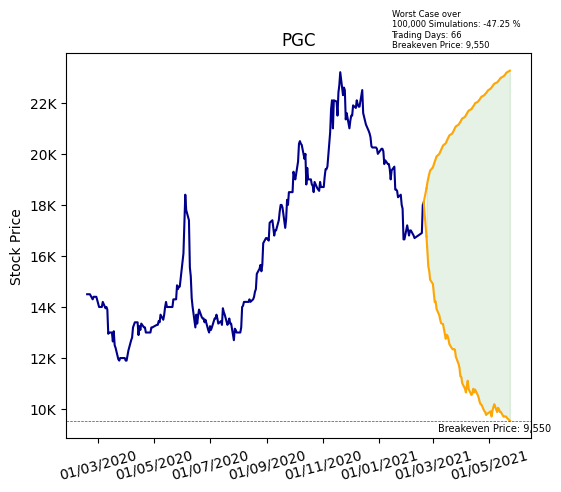 Worst Case over
100,000 Simulations: -47.25 %
Trading Days: 66
Breakeven Price: 9,550
PGC
Stock Price
22K
20K
18K
16K
14K
12K
10K
Breakeven Price: 9,550
01/03/2020
01/05/2020
01/07/2020
01/09/2020
01/11/2020
01/01/2021
01/03/2021
01/05/2021